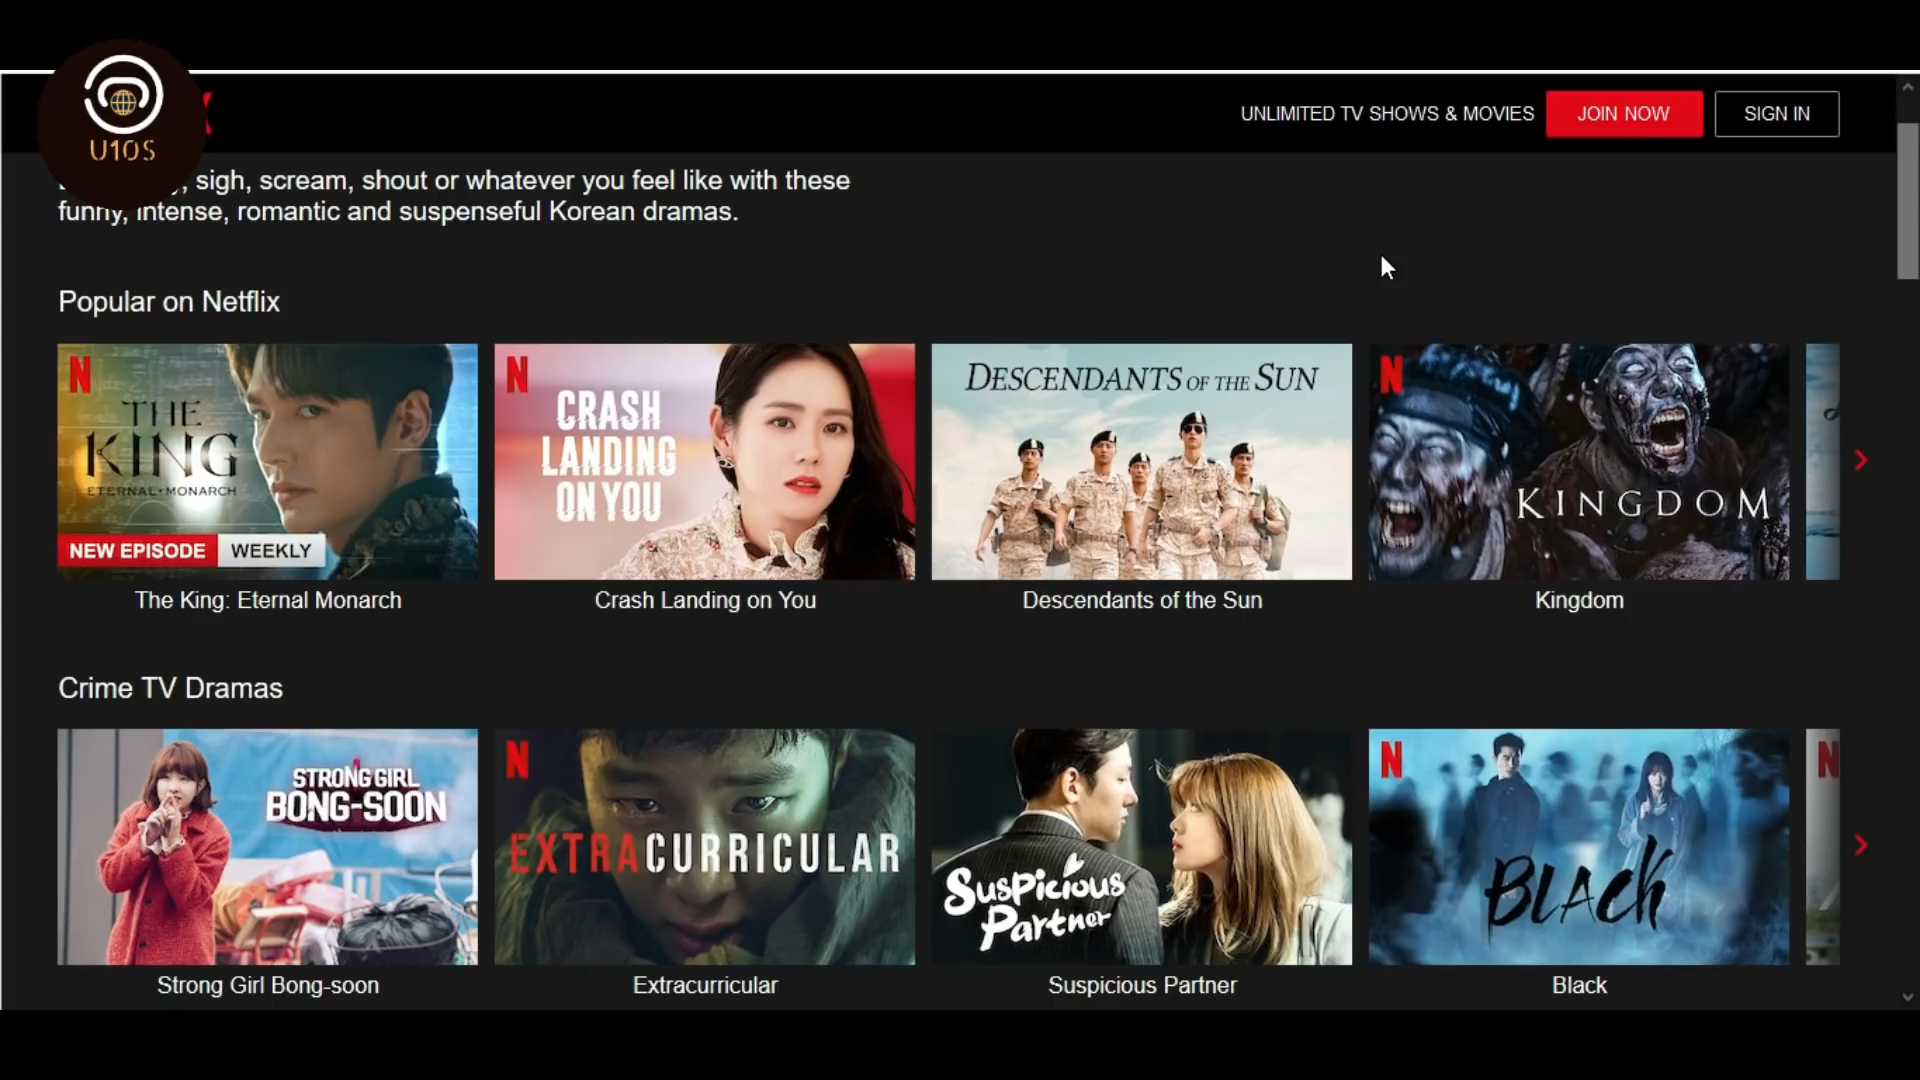 U10S
UNLIMITED TV SHOWS & MOVIES
JOIN NOW
SIGN IN
sigh, scream, shout or whatever you feel like with these
funny, intense, romantic and suspenseful Korean dramas.
Popular on Netflix
N
THE
KING
ETERNAL MONARCH
NEW EPISODE WEEKLY
N
CRASH
LANDING
ON YOU
DESCENDANTS OF THE SUN
N
KINGDOM
The King: Eternal Monarch
Crash Landing on You
Descendants of the Sun
Kingdom
Crime TV Dramas
STRONG GIRL
BONG-SOON
N
EXTRACURRICULAR
Suspicious
Partner
N
BLACK
N
Strong Girl Bong-soon
Extracurricular
Suspicious Partner
Black